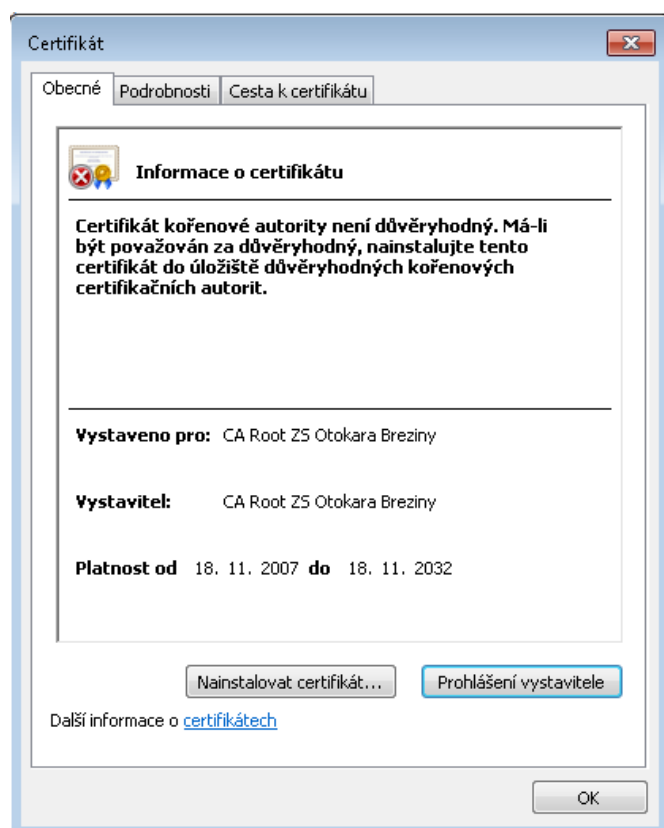 Certifikát
Obecné
Podrobnosti
Cesta k certifikátu
Informace o certifikátu
Certifikát kořenové autority není důvěryhodný. Má-li
být považován za důvěryhodný, nainstalujte tento
certifikát do úložiště důvěryhodných kořenových
certifikačních autorit.
Vystaveno pro: CA Root ZS Otokara Breziny
Vystavitel: CA Root ZS Otokara Breziny
Platnost od 18. 11. 2007 do 18. 11. 2032
Nainstalovat certifikát...
Prohlášení vystavitele
Další informace o certifikátech
OK